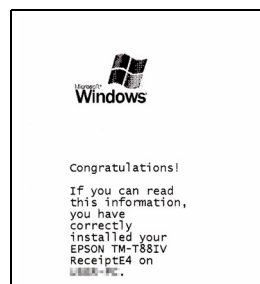 Microsoft
Windows
Congratulations!
If you can read
this information,
you have
correctly
installed your
EPSON TM-T88IV
ReceiptE4 on